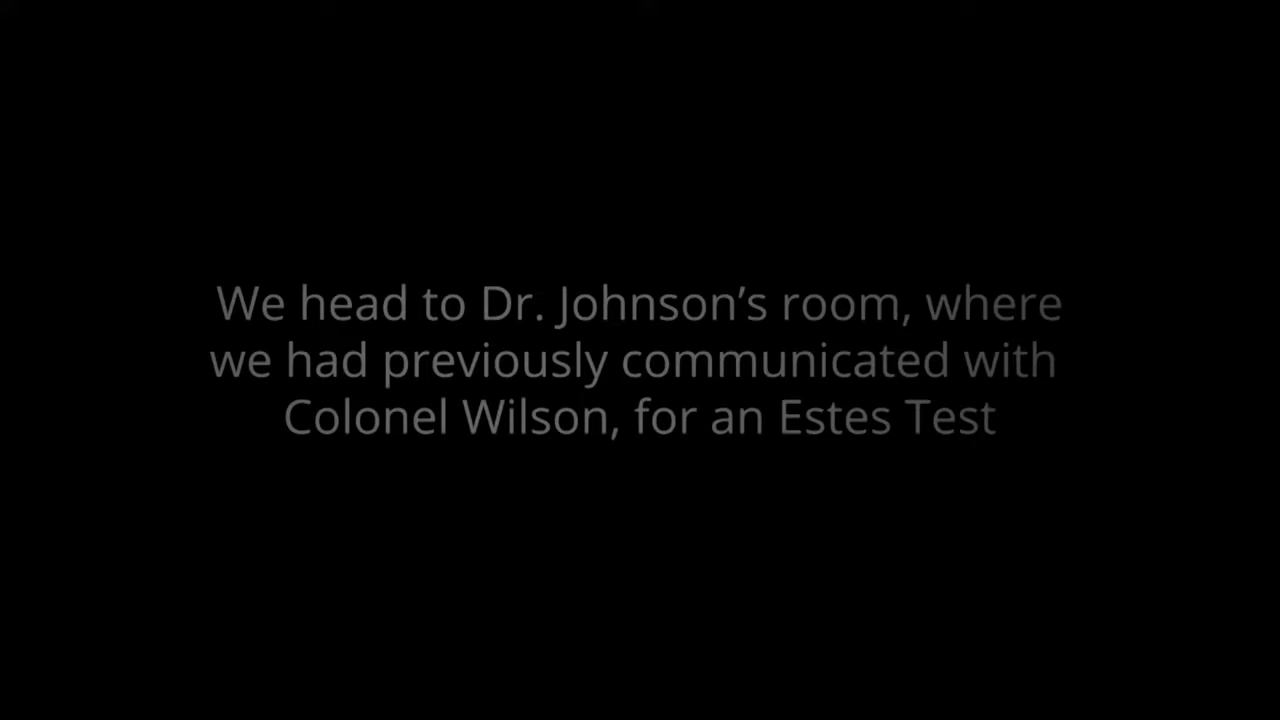 We head to Dr. Johnson’s room, where
we had previously communicated with
Colonel Wilson, for an Estes Test